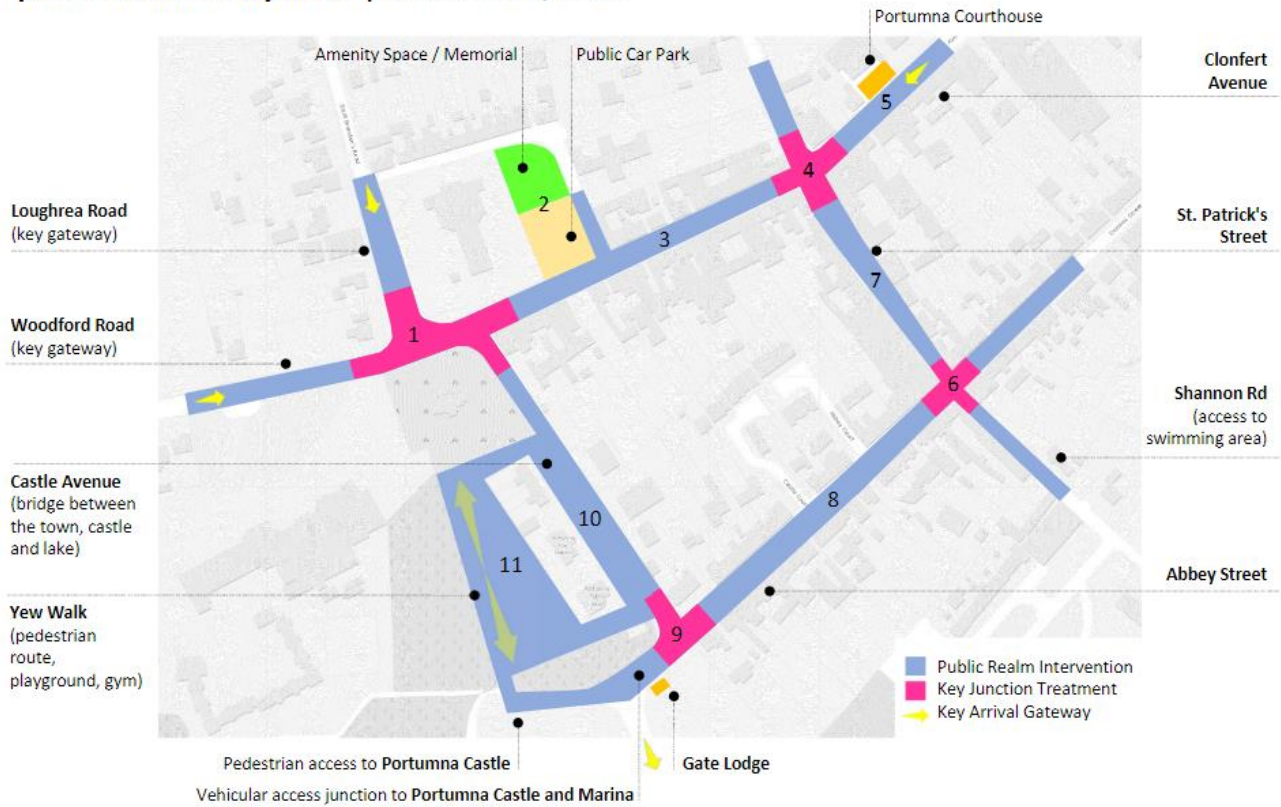 Portumna Courthouse
Amenity Space / Memorial
Public Car Park
Clonfert
Avenue
5
4
Loughrea Road
(key gateway)
2
3
St. Patrick's
Street
7
Woodford Road
(key gateway)
1
6
Shannon Rd
(access to
swimming area)
Castle Avenue
(bridge between
the town, castle
and lake)
10
8
11
Abbey Street
Yew Walk
(pedestrian
route,
playground, gym)
9
Public Realm Intervention
Key Junction Treatment
Key Arrival Gateway
Pedestrian access to Portumna Castle
Gate Lodge
Vehicular access junction to Portumna Castle and Marina